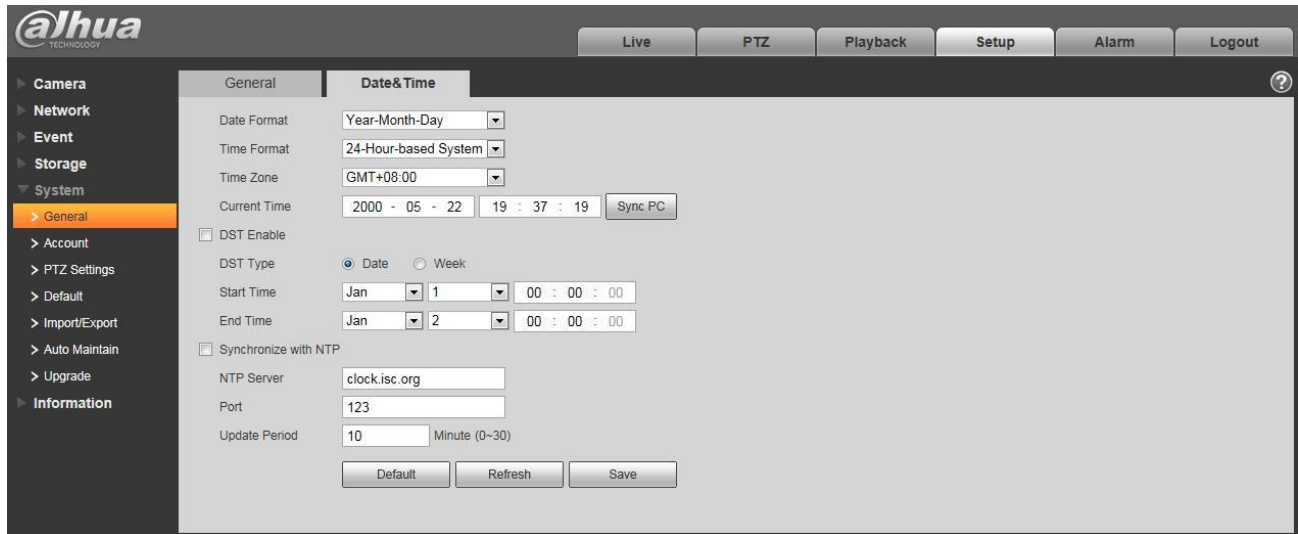 alhua
TECHNOLOGY
Live PTZ Playback Setup Alarm Logout
Camera
Network
Event
Storage
System
> General
> Account
> PTZ Settings
> Default
> Import/Export
> Auto Maintain
> Upgrade
Information
General Date&Time ?
Date Format Year-Month-Day
Time Format 24-Hour-based System
Time Zone GMT+08:00
Current Time 2000 - 05 - 22 19 : 37 : 19 Sync PC
DST Enable
DST Type Date Week
Start Time Jan 1 00 : 00 : 00
End Time Jan 2 00 : 00 : 00
Synchronize with NTP
NTP Server clock.isc.org
Port 123
Update Period 10 Minute (0~30)
Default Refresh Save